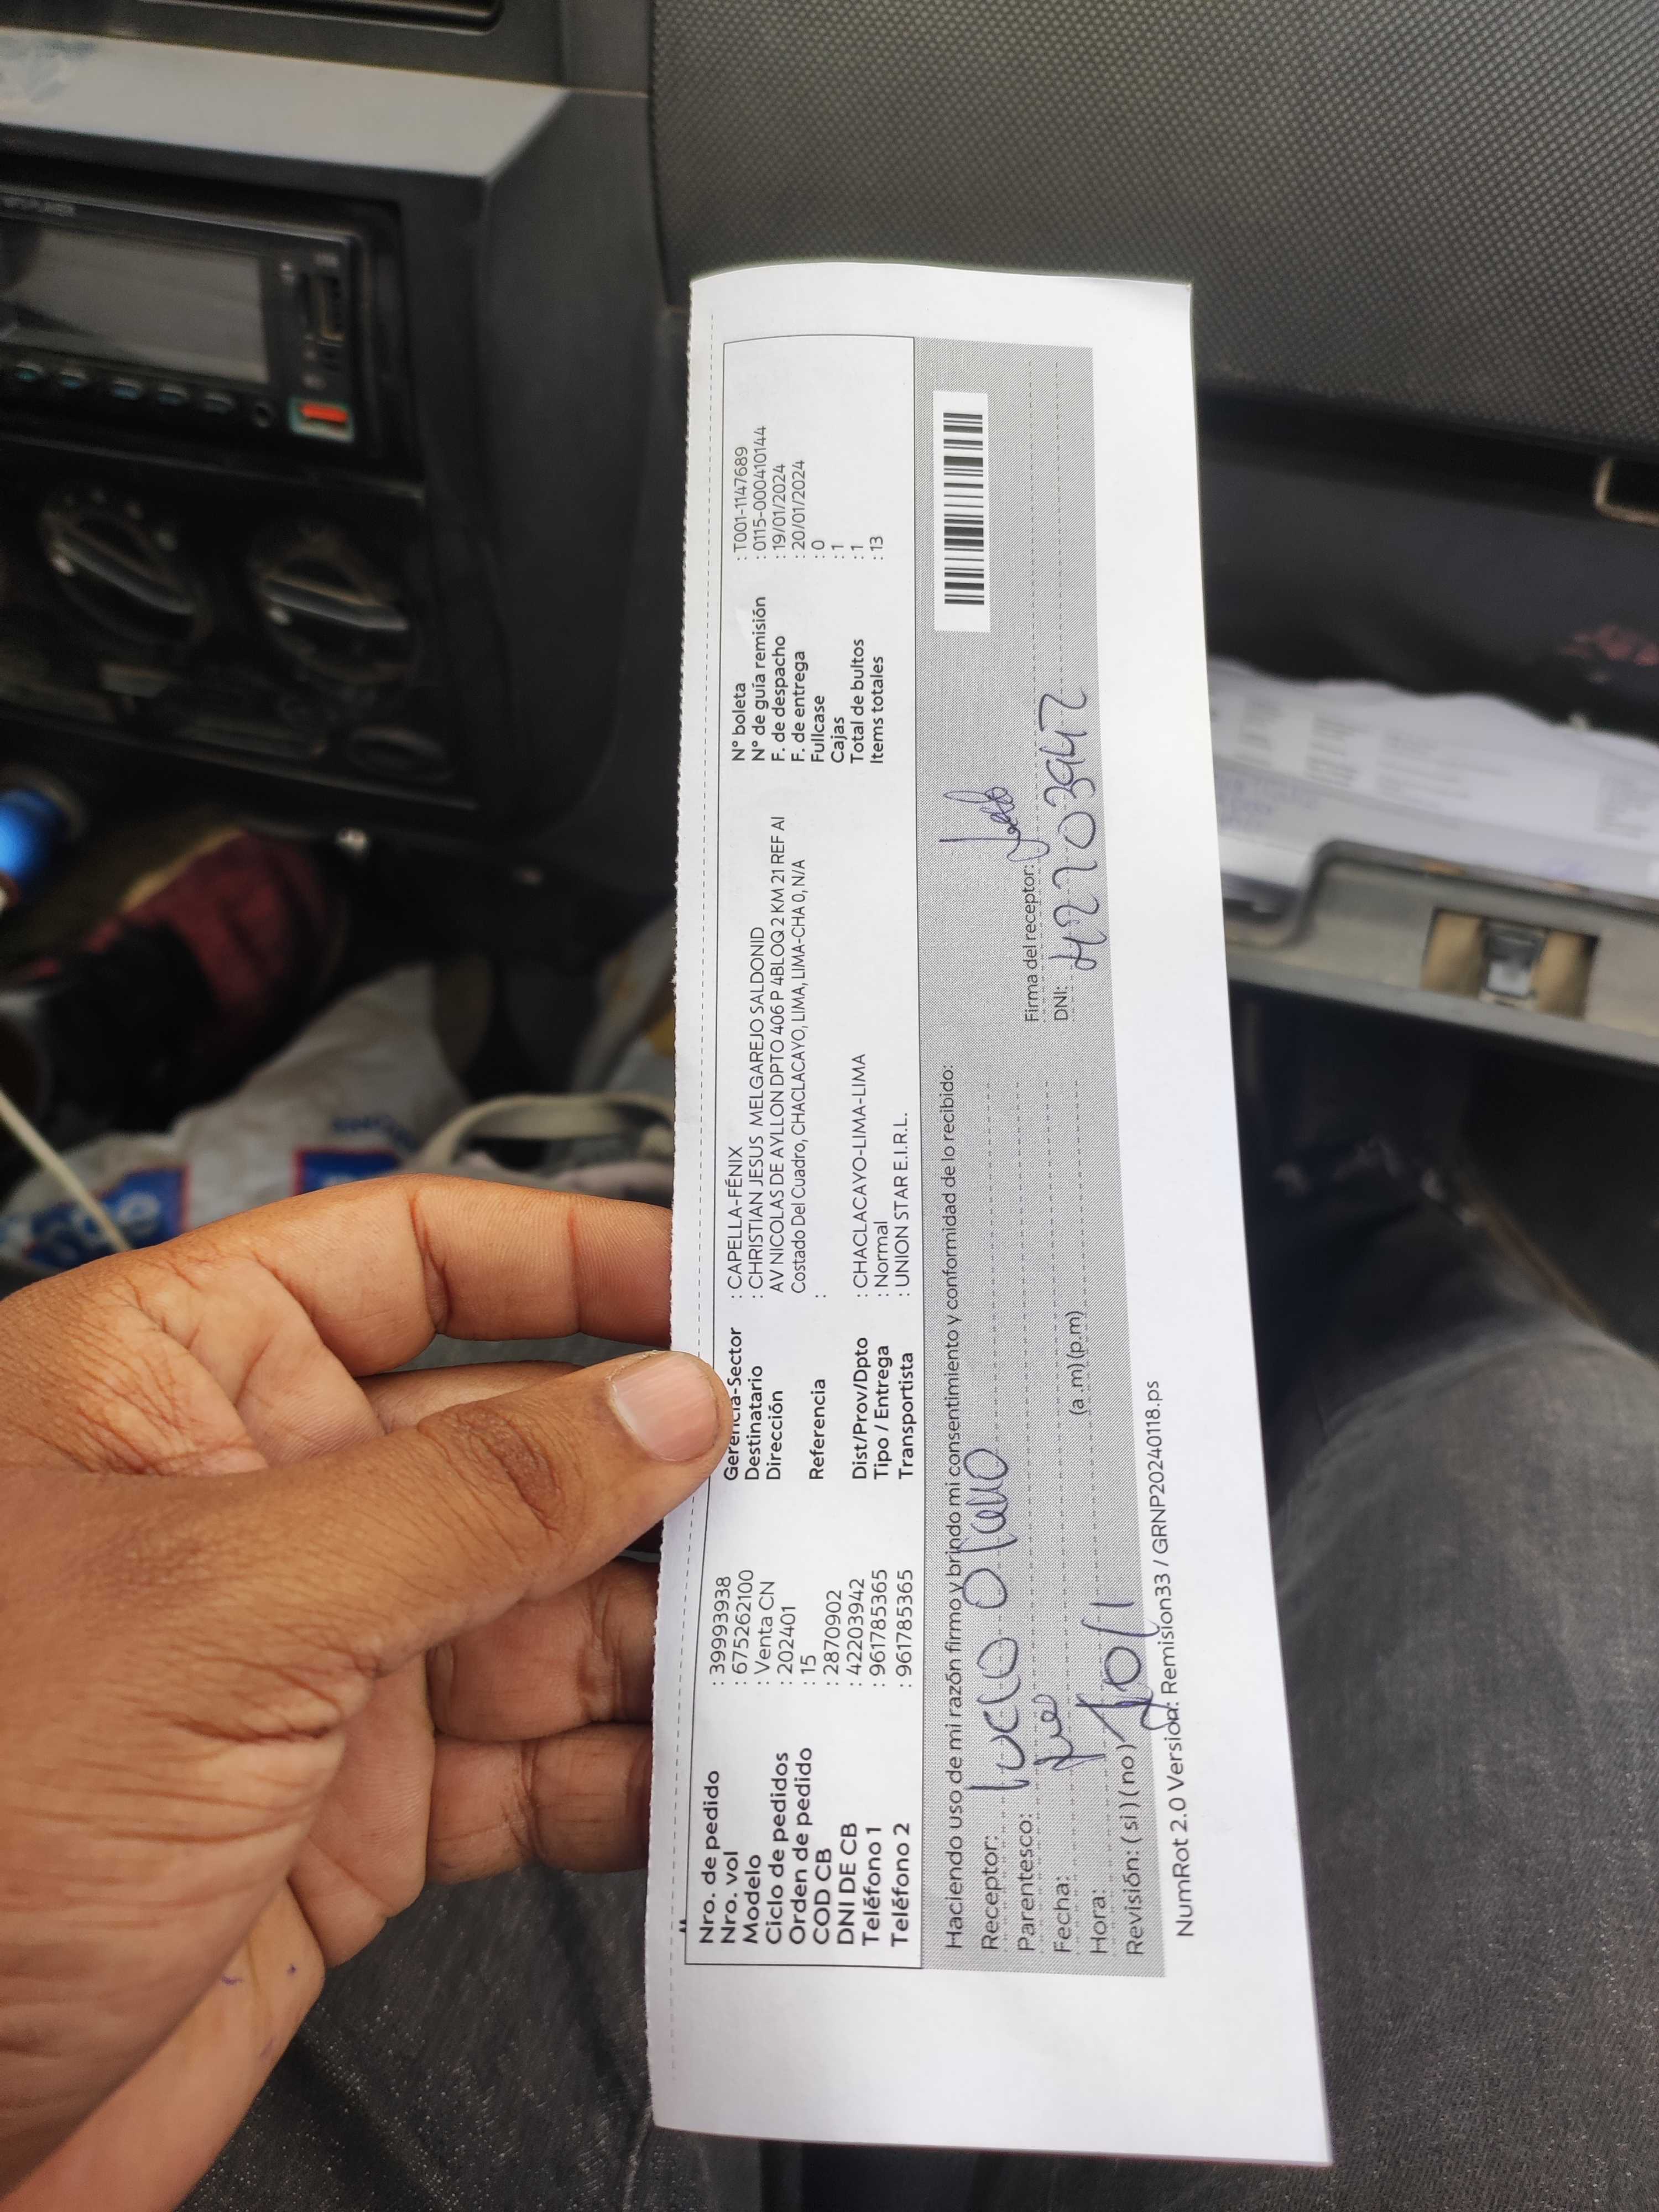 Nro. de pedido : 39993938
Nro. vol : 675262100
Modelo : Venta CN
Ciclo de pedidos : 202401
Orden de pedido : 15
COD CB : 2870902
DNI DE CB : 42203942
Teléfono 1 : 961785365
Teléfono 2 : 961785365
Gerencia-Sector : CAPELLA-FÉNIX
Destinatario : CHRISTIAN JESUS MELGAREJO SALDONID
Dirección AV NICOLAS DE AYLLON DPTO 406 P 4BLOQ 2 KM 21 REF Al
Costado Del Cuadro, CHACLACAYO, LIMA, LIMA, LIMA-CHA 0, N/A
Referencia :
Dist/Prov/Dpto : CHACLACAYO-LIMA-LIMA
Tipo / Entrega : Normal
Transportista : UNION STAR E.I.R.L.
N° boleta : T001-1147689
N° de guía remisión : 0115-000410144
F. de despacho : 19/01/2024
F. de entrega : 20/01/2024
Fullcase : 0
Cajas : 1
Total de bultos : 1
Items totales : 13
Haciendo uso de mi razón firmo y brindo mi consentimiento y conformidad de lo recibido:
Receptor:
Parentesco:
Fecha:
Hora: (a.m) (p.m)
Revisión: ( si ) ( no )
Firma del receptor:
DNI:
NumRot 2.0 Version: Remision33 / GRNP20240118.ps